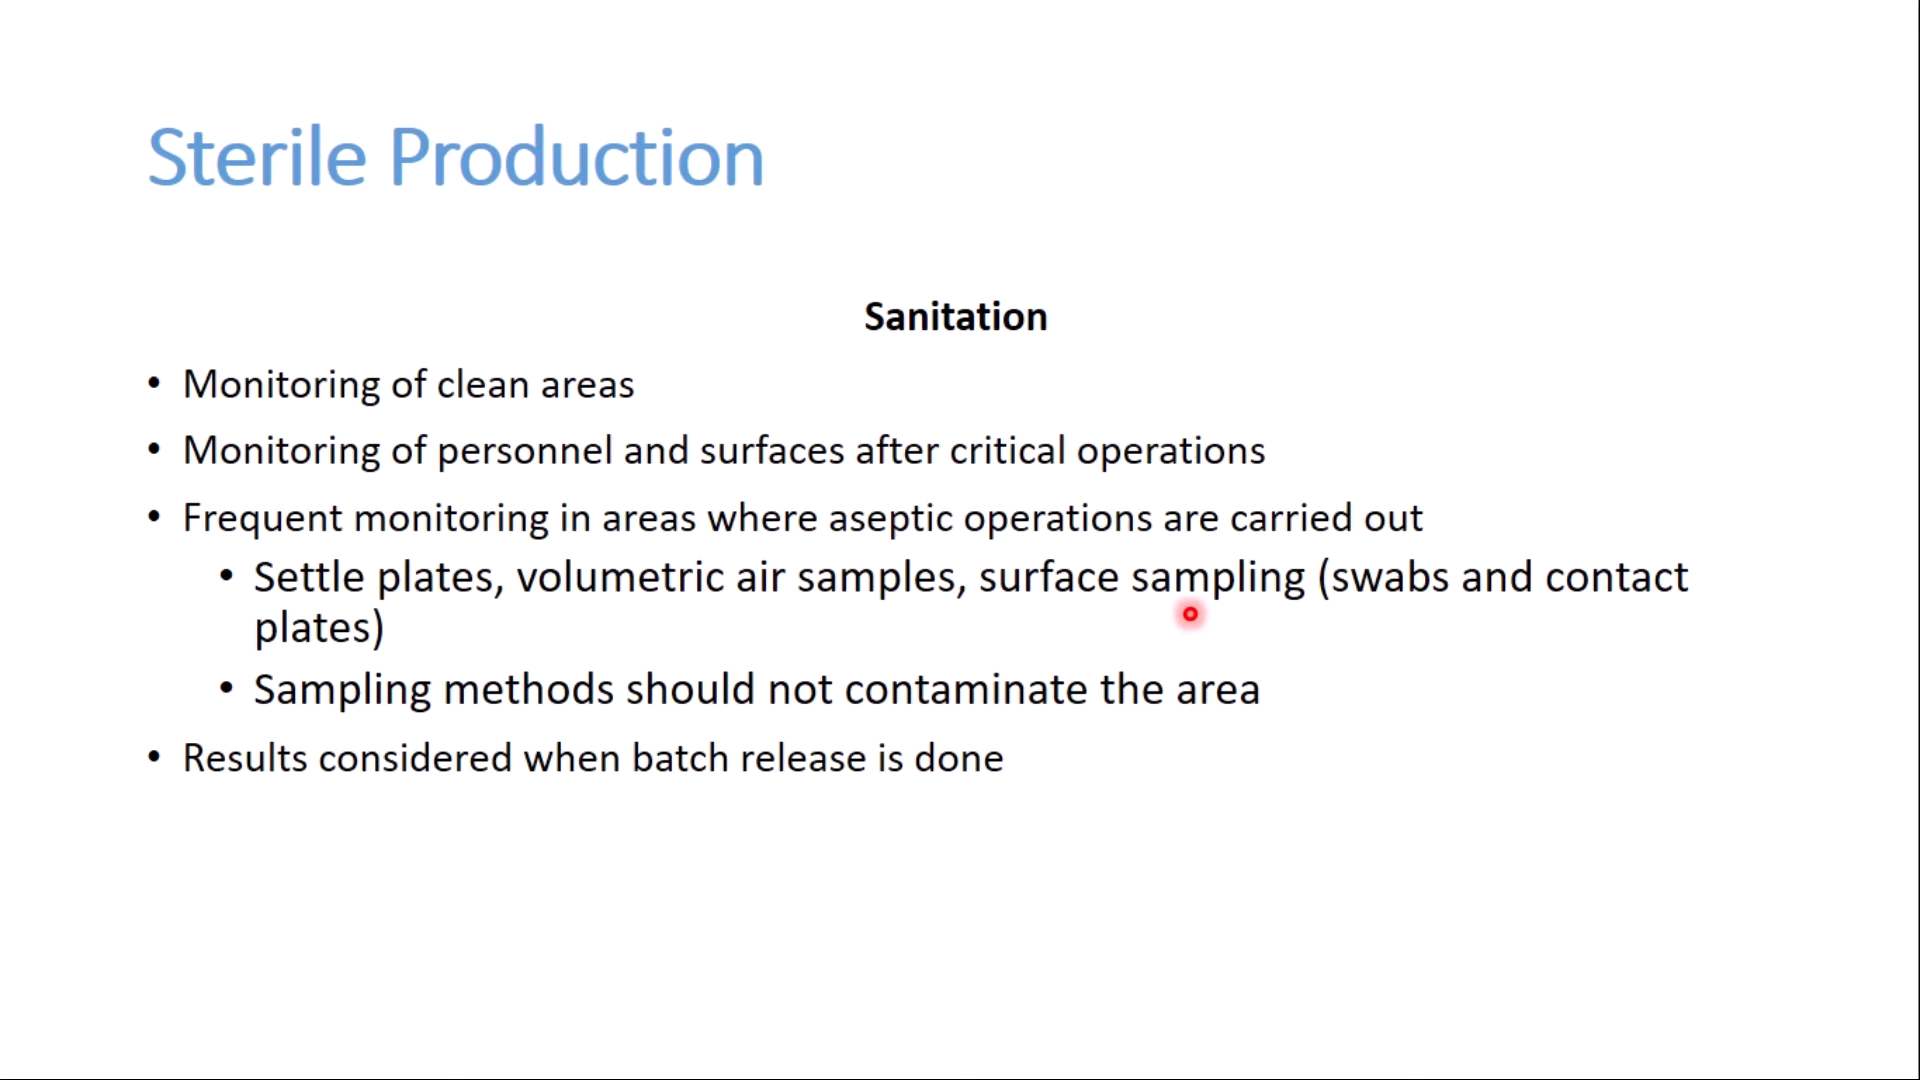 Sterile Production
Sanitation
• Monitoring of clean areas
• Monitoring of personnel and surfaces after critical operations
• Frequent monitoring in areas where aseptic operations are carried out
• Settle plates, volumetric air samples, surface sampling (swabs and contact
plates)
• Sampling methods should not contaminate the area
• Results considered when batch release is done